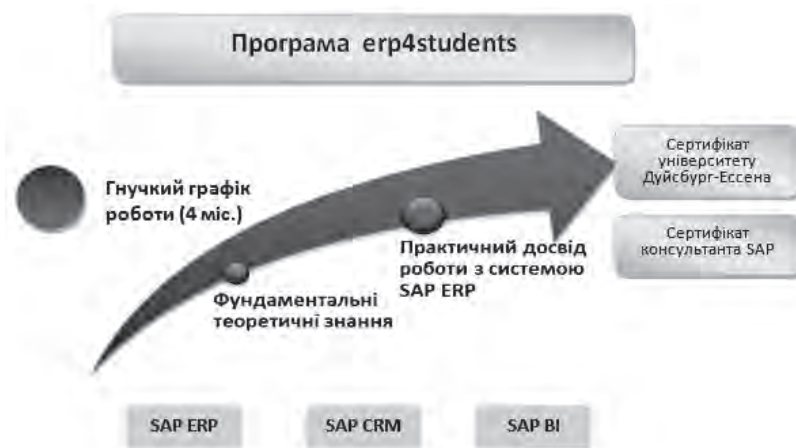 Програма erp4students
Гнучкий графік
роботи (4 міс.)
Фундаментальні
теоретичні знання
Практичний досвід
роботи з системою
SAP ERP
Сертифікат
університету
Дуйсбург-Ессена
Сертифікат
консультанта SAP
SAP ERP
SAP CRM
SAP BI